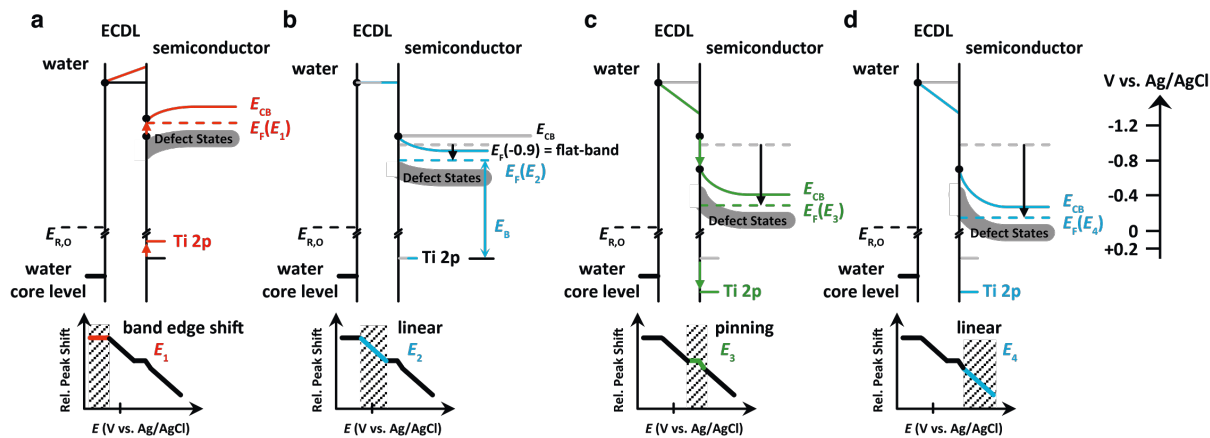 a
ECDL
semiconductor
water
E_CB
E_F(E_1)
Defect States
E_R,O
Ti 2p
water
core level
band edge shift
E_1
Rel. Peak Shift
E (V vs. Ag/AgCl)
b
ECDL
semiconductor
water
E_CB
E_F(-0.9) = flat-band
E_F(E_2)
Defect States
E_B
E_R,O
Ti 2p
water
core level
linear
E_2
Rel. Peak Shift
E (V vs. Ag/AgCl)
c
ECDL
semiconductor
water
E_CB
E_F(E_3)
Defect States
E_R,O
water
core level
Ti 2p
pinning
E_3
Rel. Peak Shift
E (V vs. Ag/AgCl)
d
ECDL
semiconductor
water
E_CB
E_F(E_4)
Defect States
E_R,O
water
core level
Ti 2p
linear
E_4
Rel. Peak Shift
E (V vs. Ag/AgCl)
V vs. Ag/AgCl
-1.2
-0.8
-0.4
0
+0.2